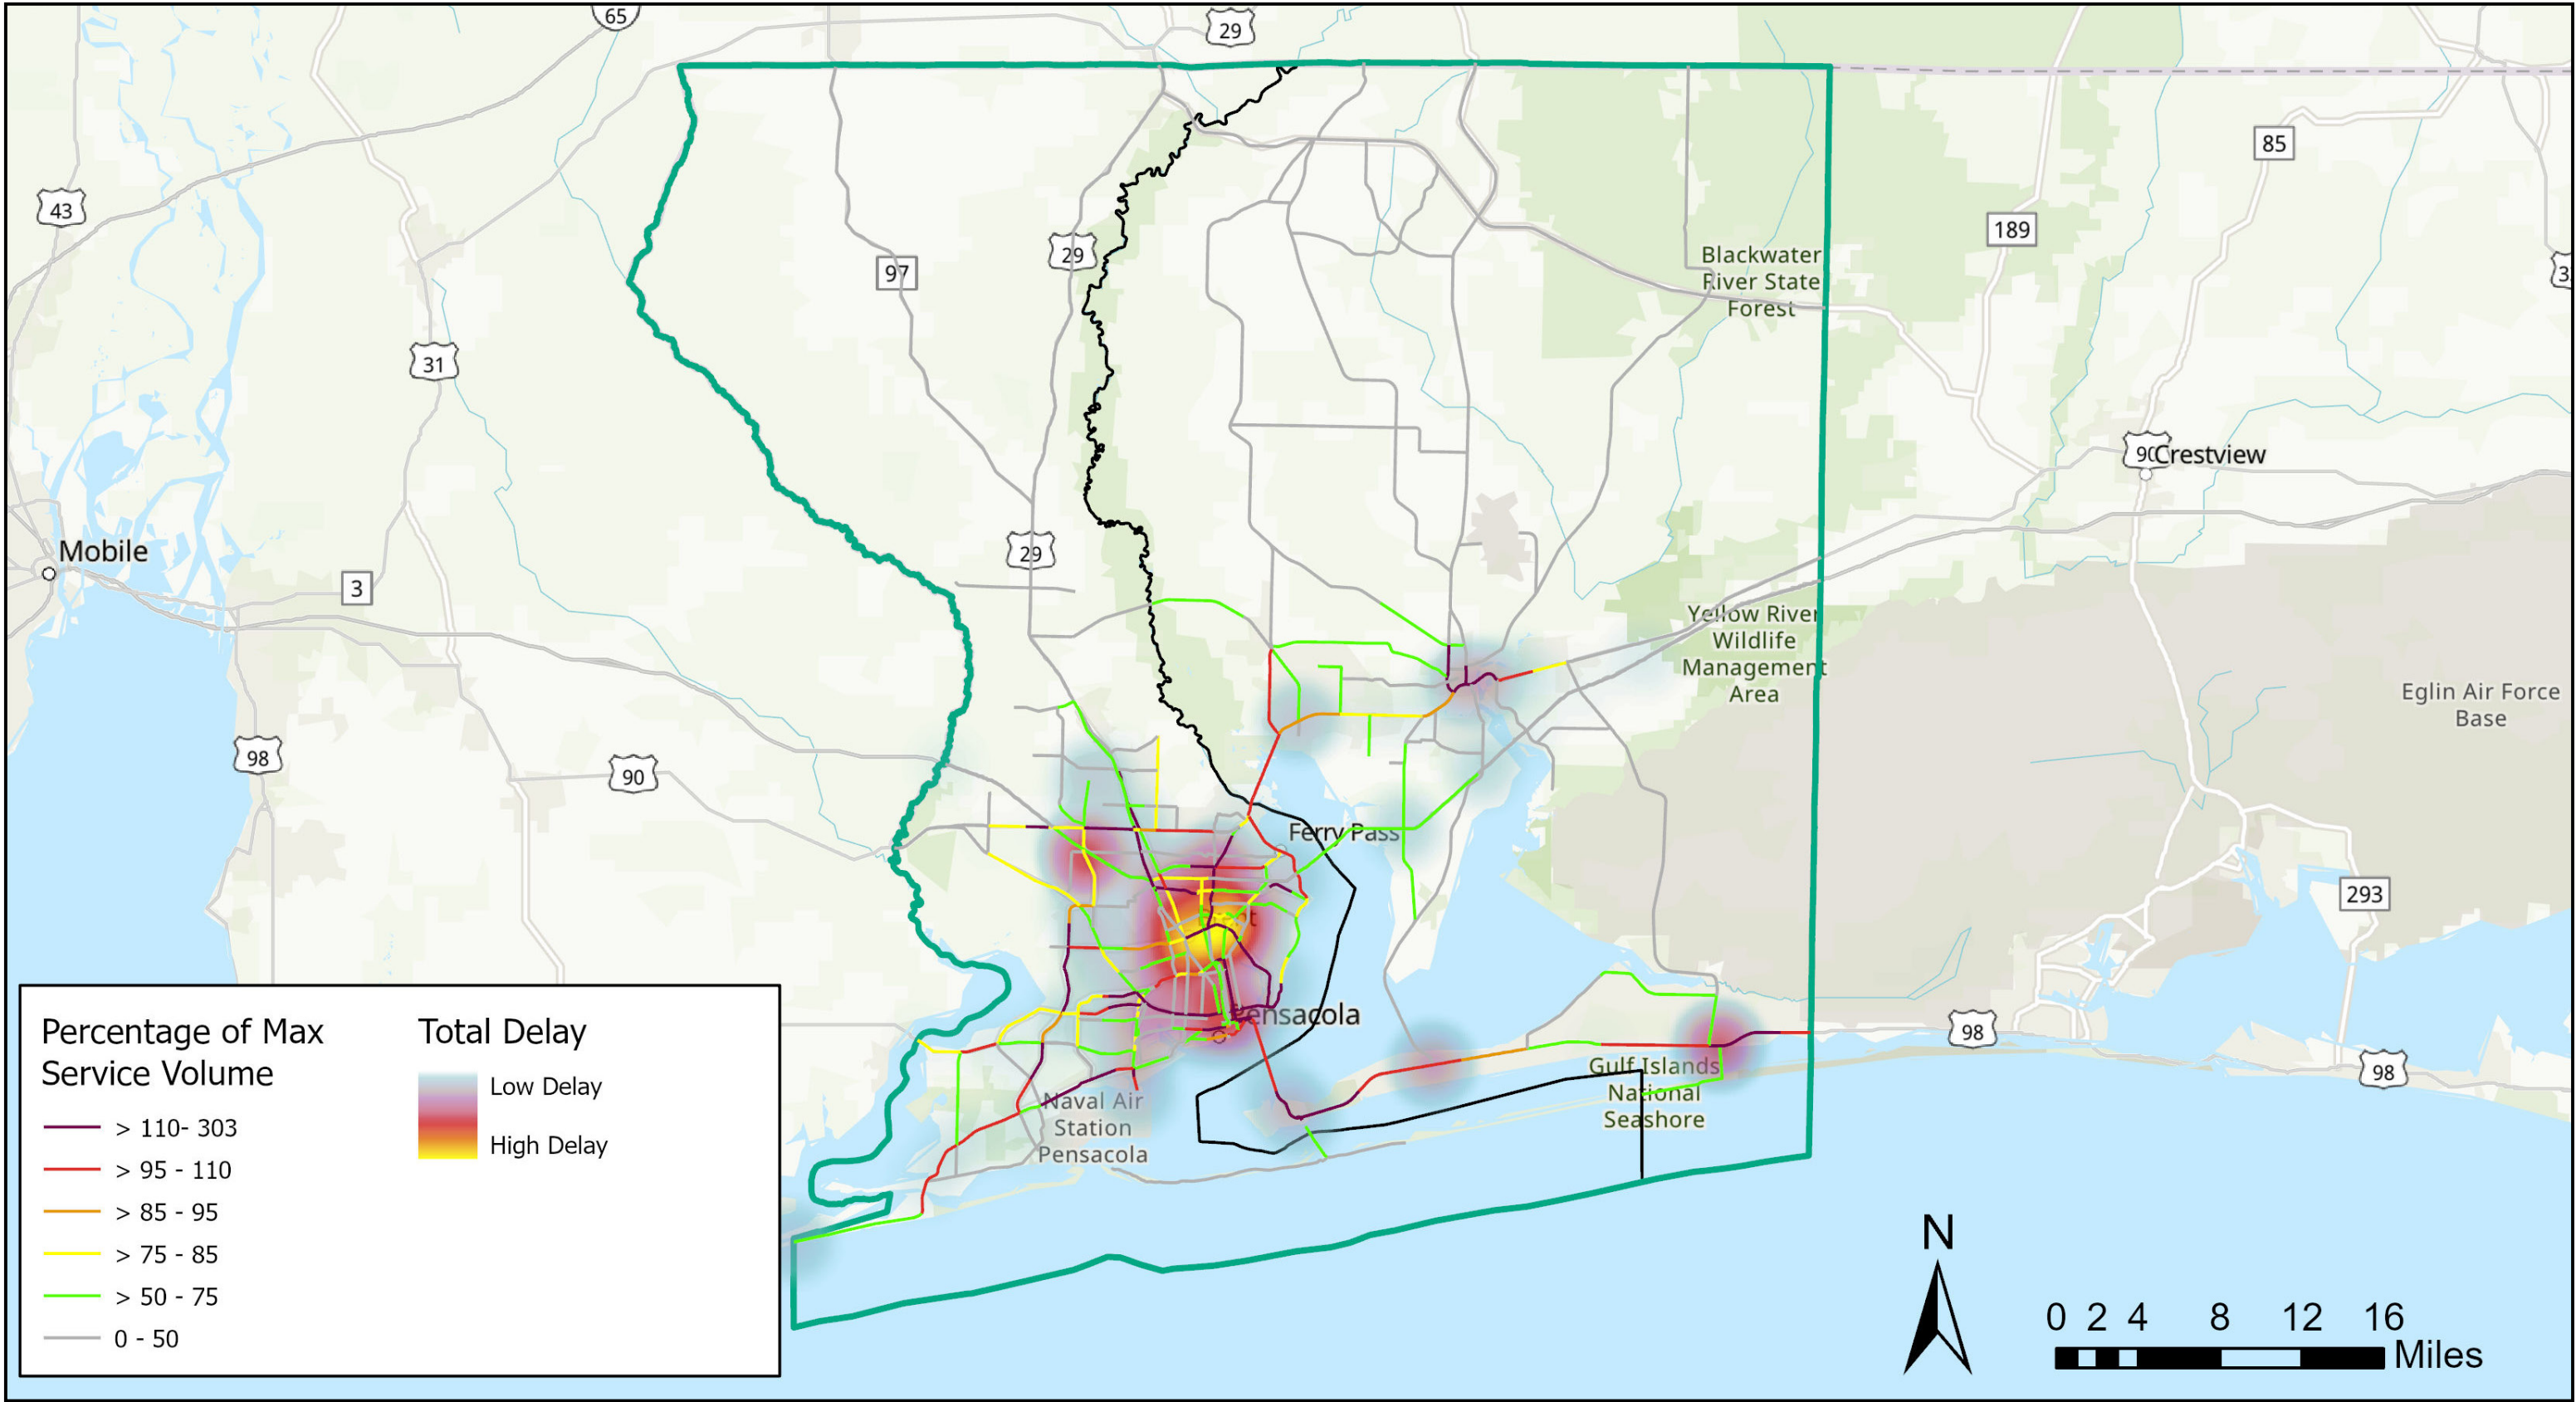 65
29
43
85
189
Blackwater
River State
Forest
29
97
3
31
90
Crestview
29
Mobile
3
Yellow River
Wildlife
Management
Area
Eglin Air Force
Base
98
90
Ferry Pass
293
Brent
Pensacola
98
98
Gulf Islands
National
Seashore
Naval Air
Station
Pensacola
Percentage of Max
Service Volume
> 110- 303
> 95 - 110
> 85 - 95
> 75 - 85
> 50 - 75
0 - 50
Total Delay
Low Delay
High Delay
N
0 2 4 8 12 16
Miles